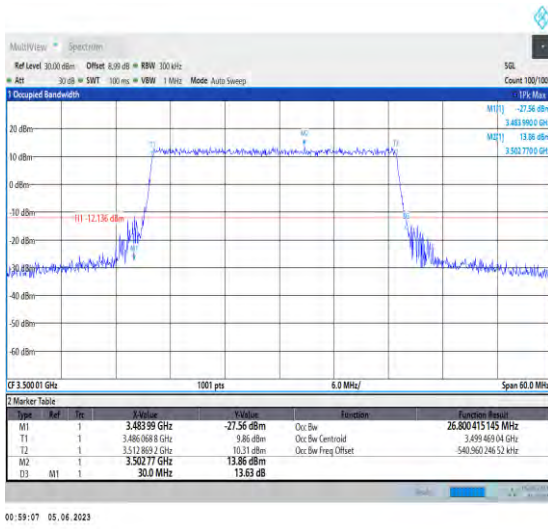 MultiView Spectrum
Ref Level 30.00 dBm Offset 8.99 dB RBW 300 kHz SGL
Att 30 dB SWT 100 ms VBW 1 MHz Mode Auto Sweep Count 100/100
1 Occupied Bandwidth 1Pk Max
M1[1] -27.56 dBm
3.483 9900 GHz
M2[1] 13.86 dBm
3.502 7700 GHz
20 dBm
M2
T1
10 dBm
0 dBm
-10 dBm
H1 -12.136 dBm
-20 dBm
-30 dBm
-40 dBm
-50 dBm
-60 dBm
CF 3.50001 GHz 1001 pts 6.0 MHz/ Span 60.0 MHz
2 Marker Table
Type Ref Trc X-Value Y-Value Function Function Result
M1 1 3.483 99 GHz -27.56 dBm Occ Bw 26.800 415 145 MHz
T1 1 3.486 068 8 GHz 9.86 dBm Occ Bw Centroid 3.499 469 04 GHz
T2 1 3.512 869 2 GHz 10.31 dBm Occ Bw Freq Offset -540.960 246 52 kHz
M2 1 3.502 77 GHz 13.86 dBm
D3 M1 1 30.0 MHz 13.63 dB
00:59:07 05.06.2023